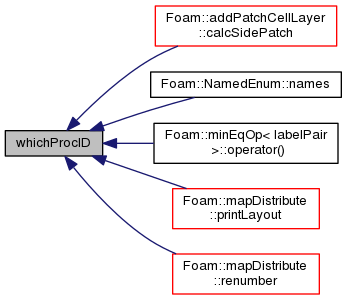 Foam::addPatchCellLayer
::calcSidePatch
Foam::NamedEnum::names
whichProcID
Foam::minEqOp< labelPair
>::operator()
Foam::mapDistribute
::printLayout
Foam::mapDistribute
::renumber